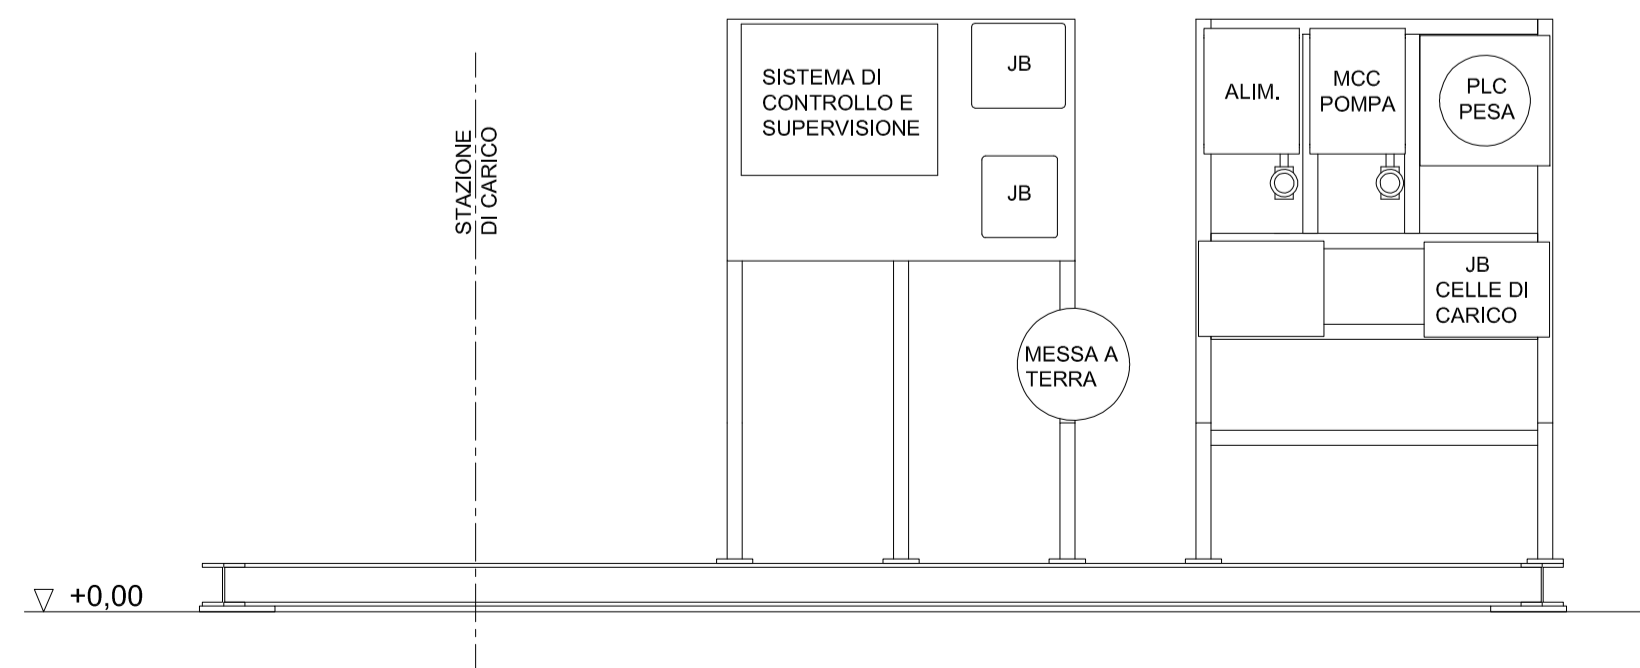 STAZIONE
DI CARICO
SISTEMA DI
CONTROLLO E
SUPERVISIONE
JB
JB
MESSA A
TERRA
ALIM.
MCC
POMPA
PLC
PESA
JB
CELLE DI
CARICO
+0,00